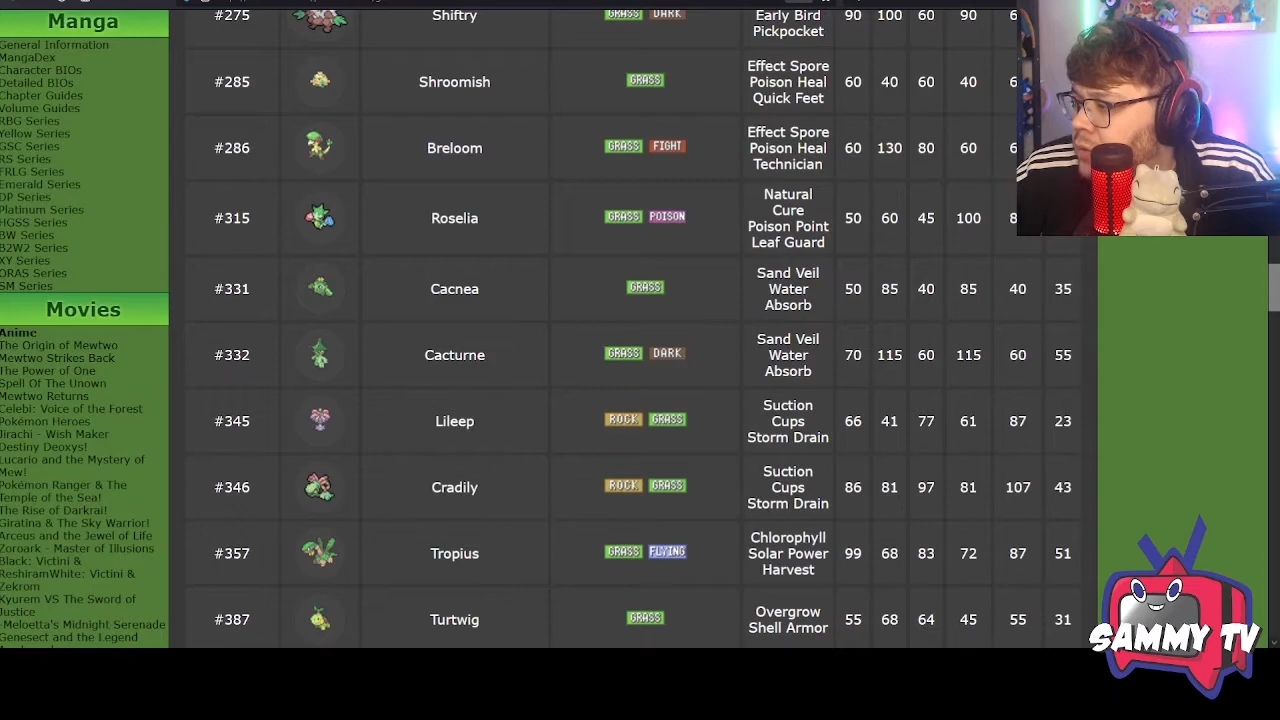 Manga
General Information
MangaDex
Character BIOs
Detailed BIOs
Chapter Guides
Volume Guides
RBG Series
Yellow Series
GSC Series
RS Series
FRLG Series
Emerald Series
DP Series
Platinum Series
HGSS Series
BW Series
B2W2 Series
XY Series
ORAS Series
SM Series
Movies
Anime
The Origin of Mewtwo
Mewtwo Strikes Back
The Power of One
Spell Of The Unown
Mewtwo Returns
Celebi: Voice of the Forest
Pokémon Heroes
Jirachi - Wish Maker
Destiny Deoxys!
Lucario and the Mystery of
Mew!
Pokémon Ranger & The
Temple of the Sea!
The Rise of Darkrai!
Giratina & The Sky Warrior!
Arceus and the Jewel of Life
Zoroark - Master of Illusions
Black: Victini &
ReshiramWhite: Victini &
Zekrom
Kyurem VS The Sword of
Justice
-Meloetta's Midnight Serenade
Genesect and the Legend
#275 Shiftry GRASS DARK Early Bird Pickpocket 90 100 60 90 6
#285 Shroomish GRASS Effect Spore Poison Heal Quick Feet 60 40 60 40 6
#286 Breloom GRASS FIGHT Effect Spore Poison Heal Technician 60 130 80 60 6
#315 Roselia GRASS POISON Natural Cure Poison Point Leaf Guard 50 60 45 100 8
#331 Cacnea GRASS Sand Veil Water Absorb 50 85 40 85 40 35
#332 Cacturne GRASS DARK Sand Veil Water Absorb 70 115 60 115 60 55
#345 Lileep ROCK GRASS Suction Cups Storm Drain 66 41 77 61 87 23
#346 Cradily ROCK GRASS Suction Cups Storm Drain 86 81 97 81 107 43
#357 Tropius GRASS FLYING Chlorophyll Solar Power Harvest 99 68 83 72 87 51
#387 Turtwig GRASS Overgrow Shell Armor 55 68 64 45 55 31
SAMMY TV